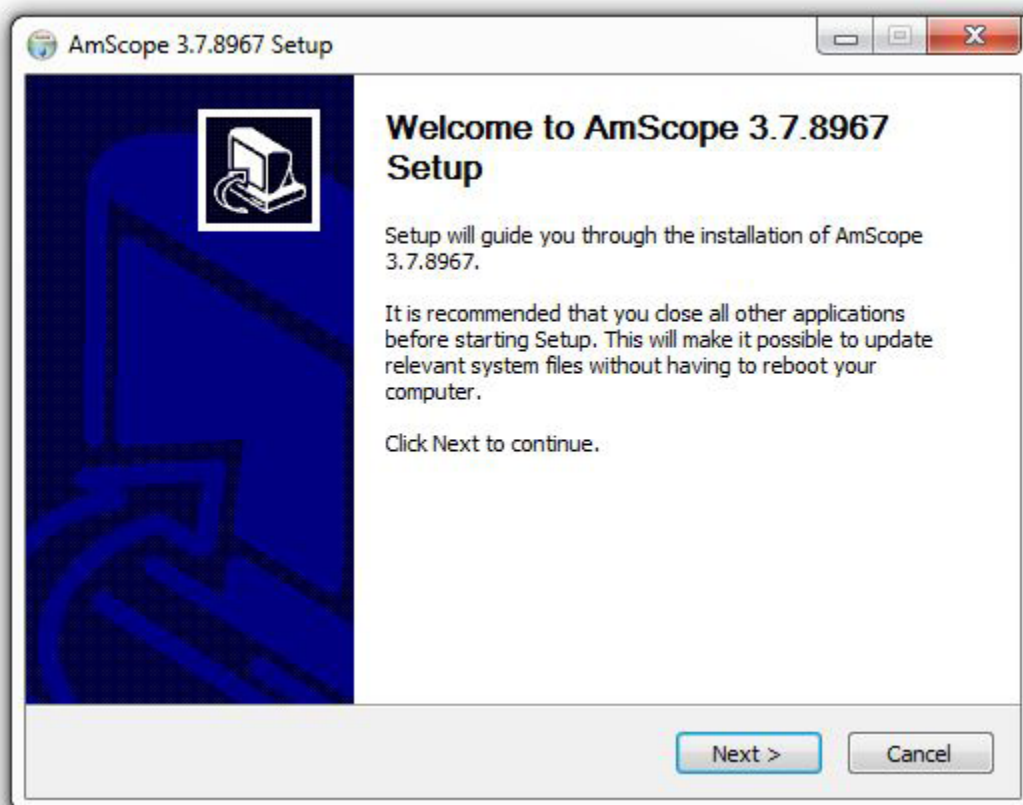 AmScope 3.7.8967 Setup
Welcome to AmScope 3.7.8967
Setup
Setup will guide you through the installation of AmScope
3.7.8967.
It is recommended that you close all other applications
before starting Setup. This will make it possible to update
relevant system files without having to reboot your
computer.
Click Next to continue.
Next >
Cancel